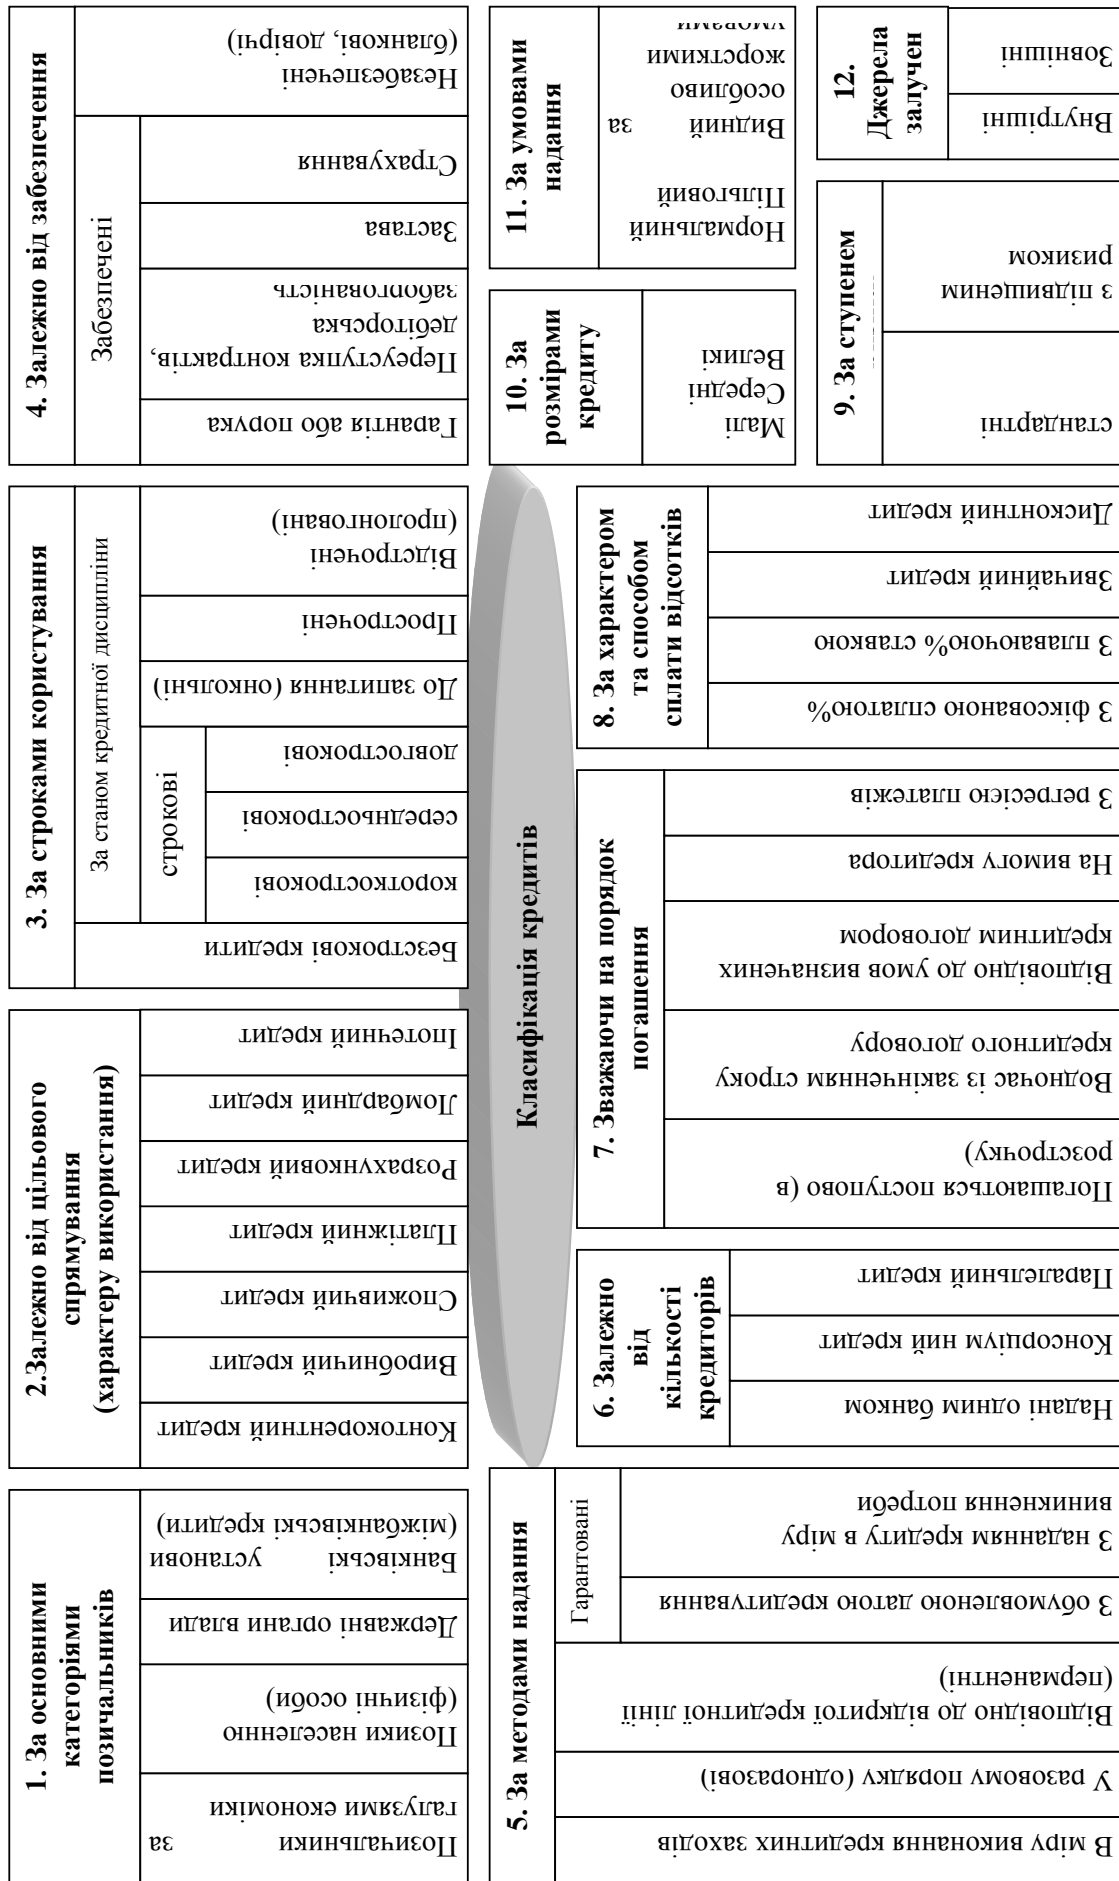 1. За основними
категоріями
позичальників
Позичальники за
галузями економіки
Позики населенню
(фізичні особи)
Державні органи влади
Банківські установи
(міжбанківські кредити)
2.Залежно від цільового
спрямування
(характеру використання)
Контокорентний кредит
Виробничий кредит
Споживчий кредит
Платіжний кредит
Розрахунковий кредит
Ломбардний кредит
Іпотечний кредит
3. За строками користування
Безстрокові кредити
За станом кредитної дисципліни
строкові
короткострокові
середньострокові
довгострокові
До запитання (онкольні)
Прострочені
Відстрочені
(пролонговані)
4. Залежно від забезпечення
Забезпечені
Гарантія або порука
Переуступка контрактів,
дебіторська
заборгованість
Застава
Страхування
Незабезпечені
(бланкові, довірчі)
Класифікація кредитів
5. За методами надання
В міру виконання кредитних заходів
У разовому порядку (одноразові)
Відповідно до відкритої кредитної лінії
(перманентні)
Гарантовані
З обумовленою датою кредитування
З наданням кредиту в міру
виникнення потреби
6. Залежно
від
кількості
кредиторів
Надані одним банком
Консорціум ний кредит
Паралельний кредит
7. Зважаючи на порядок
погашення
Погашаються поступово (в
розстрочку)
Водночас із закінченням строку
кредитного договору
Відповідно до умов визначених
кредитним договором
На вимогу кредитора
З регресією платежів
8. За характером
та способом
сплати відсотків
З фіксованою сплатою%
З плаваючою% ставкою
Звичайний кредит
Дисконтний кредит
10. За
розмірами
кредиту
Малі
Середні
Великі
11. За умовами
надання
Нормальний
Пільговий
Видний за
особливо
жорсткими
умовами
9. За ступенем
стандартні
з підвищеним
ризиком
12.
Джерела
залучен
Внутрішні
Зовнішні